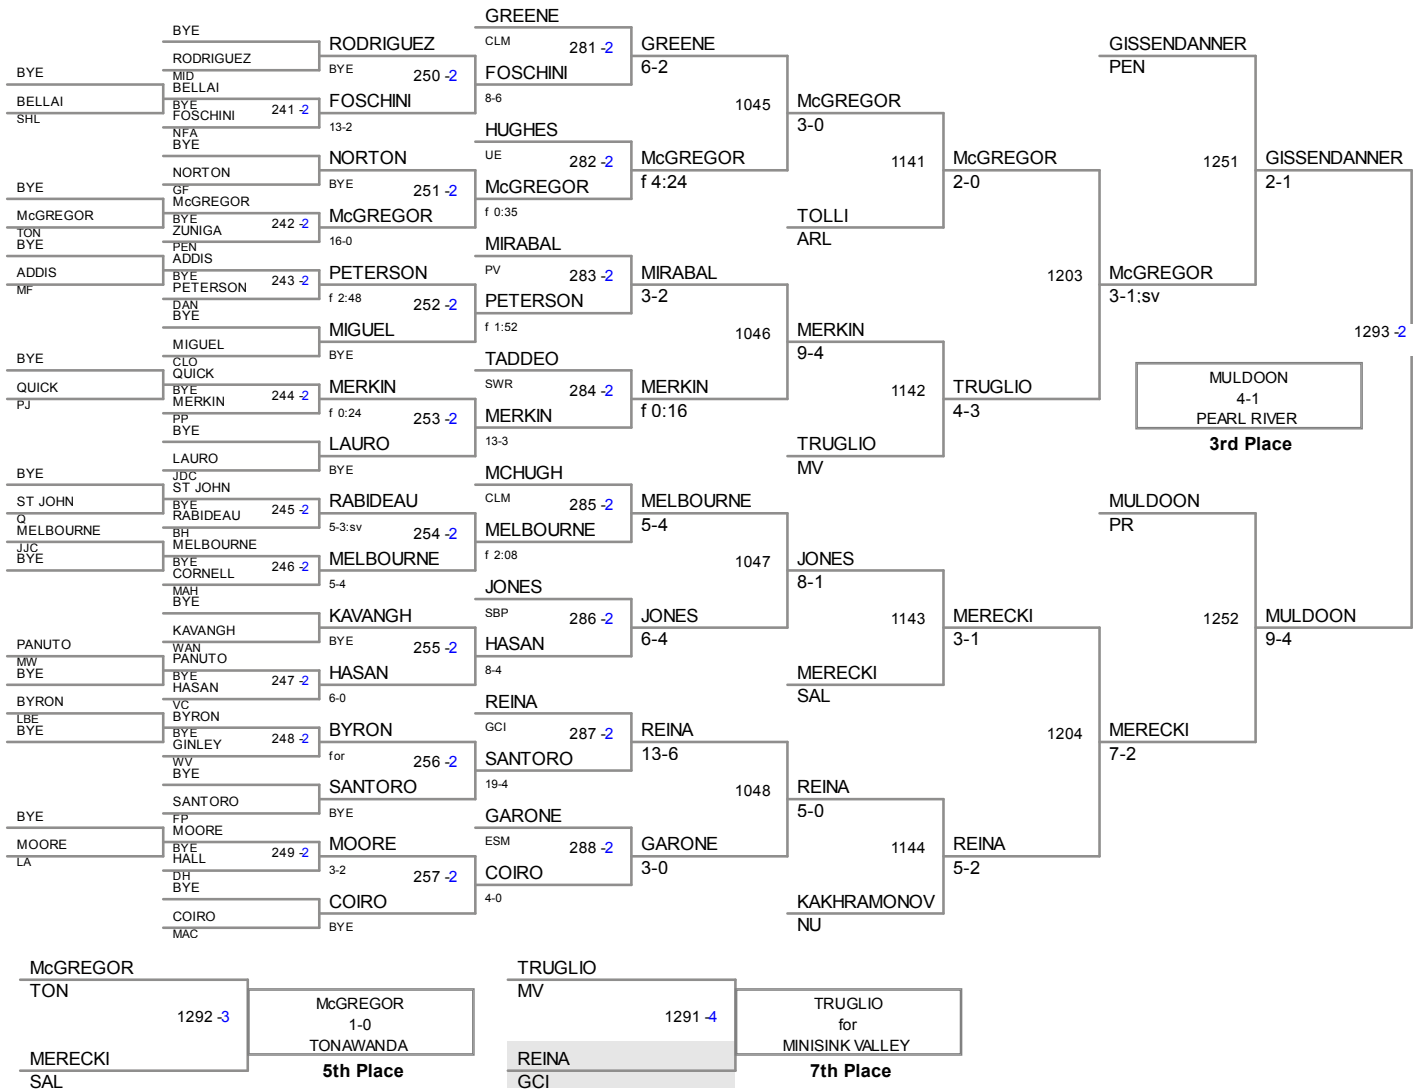 BYE
BELLAI
SHL
BYE
McGREGOR
TON
BYE
ADDIS
MF
BYE
QUICK
PJ
BYE
ST JOHN
Q
MELBOURNE
JJC
BYE
PANUTO
MW
BYE
BYRON
LBE
BYE
BYE
MOORE
LA
BYE
RODRIGUEZ
MID
BELLAI
BYE
FOSCHINI
241 -2
NFA
BYE
NORTON
GF
McGREGOR
BYE
ZUNIGA
242 -2
PEN
ADDIS
BYE
PETERSON
243 -2
DAN
BYE
MIGUEL
CLO
QUICK
BYE
MERKIN
244 -2
PP
BYE
LAURO
JDC
ST JOHN
BYE
RABIDEAU
245 -2
BH
MELBOURNE
BYE
CORNELL
246 -2
MAH
BYE
KAVANGH
WAN
PANUTO
BYE
HASAN
247 -2
VC
BYRON
BYE
GINLEY
248 -2
WV
BYE
SANTORO
FP
MOORE
BYE
HALL
249 -2
DH
BYE
COIRO
MAC
RODRIGUEZ
BYE
250 -2
FOSCHINI
13-2
NORTON
BYE
251 -2
McGREGOR
16-0
PETERSON
f 2:48
252 -2
MIGUEL
BYE
MERKIN
f 0:24
253 -2
LAURO
BYE
RABIDEAU
5-3:sv
254 -2
MELBOURNE
5-4
KAVANGH
BYE
255 -2
HASAN
6-0
BYRON
for
256 -2
SANTORO
BYE
MOORE
3-2
257 -2
COIRO
BYE
GREENE
CLM
281 -2
FOSCHINI
8-6
HUGHES
UE
282 -2
McGREGOR
f 0:35
MIRABAL
PV
283 -2
PETERSON
f 1:52
TADDEO
SWR
284 -2
MERKIN
13-3
MCHUGH
CLM
285 -2
MELBOURNE
f 2:08
JONES
SBP
286 -2
HASAN
8-4
REINA
GCI
287 -2
SANTORO
19-4
GARONE
ESM
288 -2
COIRO
4-0
GREENE
6-2
1045
McGREGOR
f 4:24
MIRABAL
3-2
1046
MERKIN
f 0:16
MELBOURNE
5-4
1047
JONES
6-4
REINA
13-6
1048
GARONE
3-0
McGREGOR
3-0
1141
TOLLI
ARL
MERKIN
9-4
1142
TRUGLIO
MV
JONES
8-1
1143
MERECKI
SAL
REINA
5-0
1144
KAKHRAMONOV
NU
McGREGOR
2-0
1203
TRUGLIO
4-3
MERECKI
3-1
1204
REINA
5-2
GISSENDANNER
PEN
1251
McGREGOR
3-1;sv
MULDOON
PR
1252
MERECKI
7-2
GISSENDANNER
2-1
1293 -2
MULDOON
9-4
MULDOON
4-1
PEARL RIVER
3rd Place
McGREGOR
TON
1292 -3
MERECKI
SAL
McGREGOR
1-0
TONAWANDA
5th Place
TRUGLIO
MV
1291 -4
REINA
GCI
TRUGLIO
for
MINISINK VALLEY
7th Place